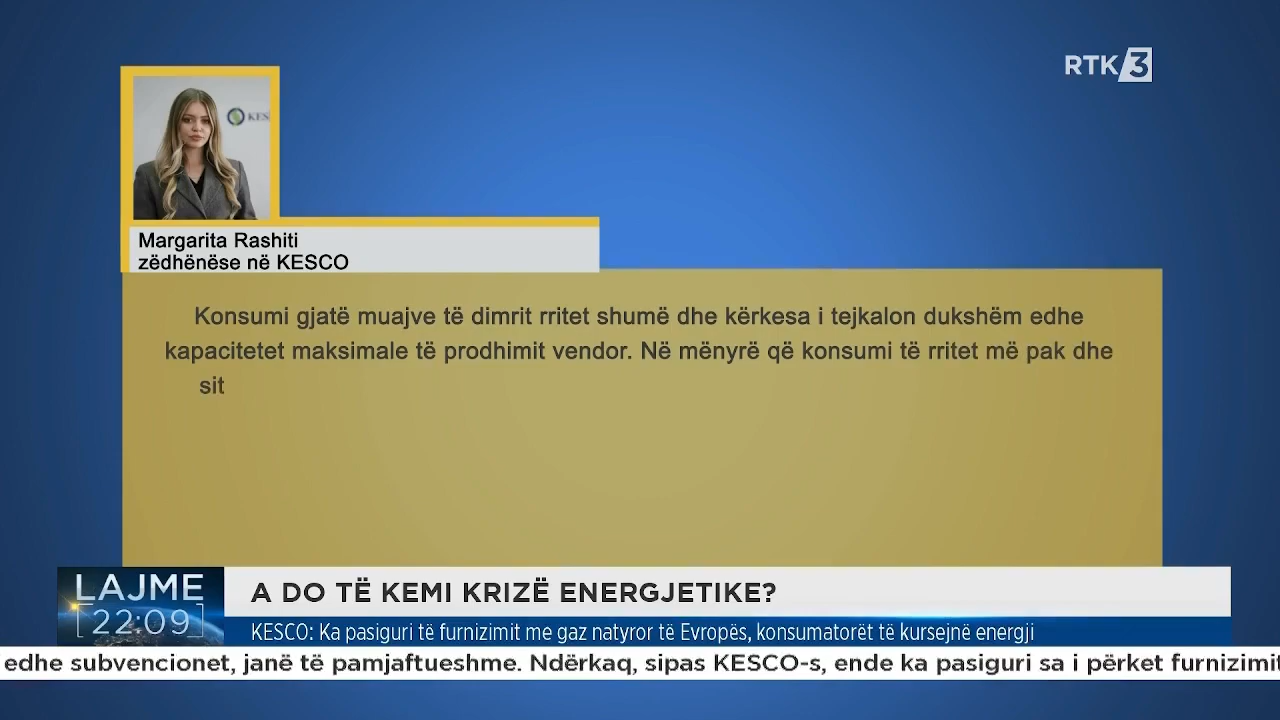 RTK 3
KES
Margarita Rashiti
zëdhënëse në KESCO
Konsumi gjatë muajve të dimrit rritet shumë dhe kërkesa i tejkalon dukshëm edhe
kapacitetet maksimale të prodhimit vendor. Në mënyrë që konsumi të rritet më pak dhe
sit
LAJME
22:09
A DO TË KEMI KRIZË ENERGJETIKE?
KESCO: Ka pasiguri të furnizimit me gaz natyror të Evropës, konsumatorët të kursejnë energji
edhe subvencionet, janë të pamjaftueshme. Ndërkaq, sipas KESCO-s, ende ka pasiguri sa i përket furnizimit